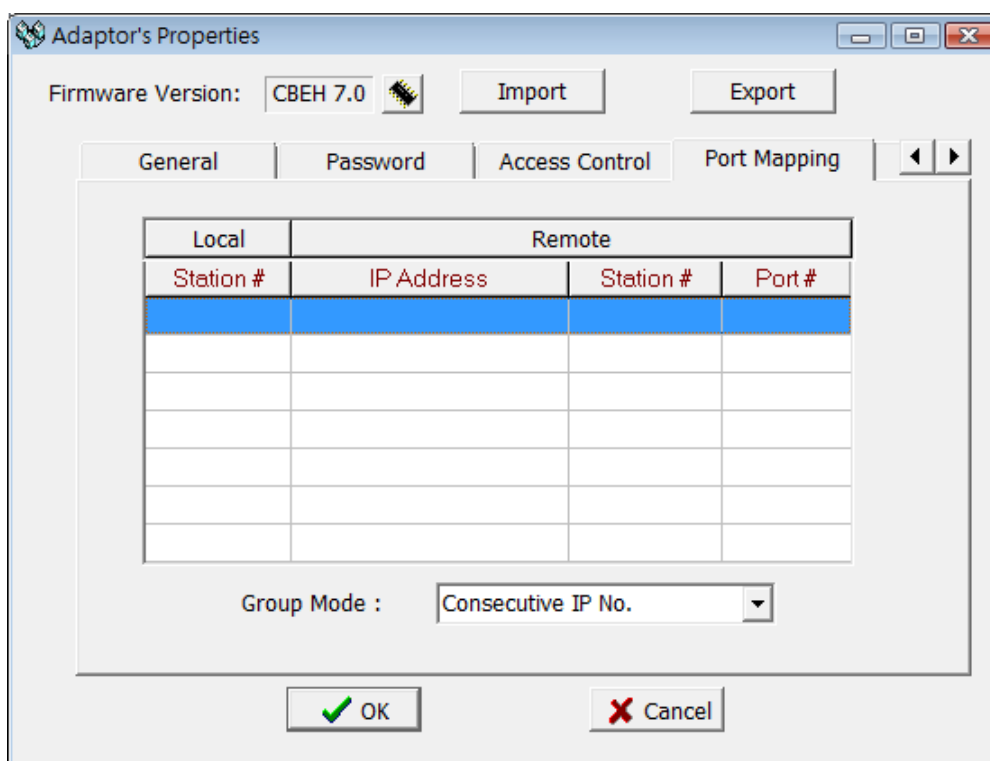 Adaptor's Properties
Firmware Version: CBEH 7.0 Import Export
General Password Access Control Port Mapping
Local Remote
Station # IP Address Station # Port #
Group Mode : Consecutive IP No.
OK Cancel